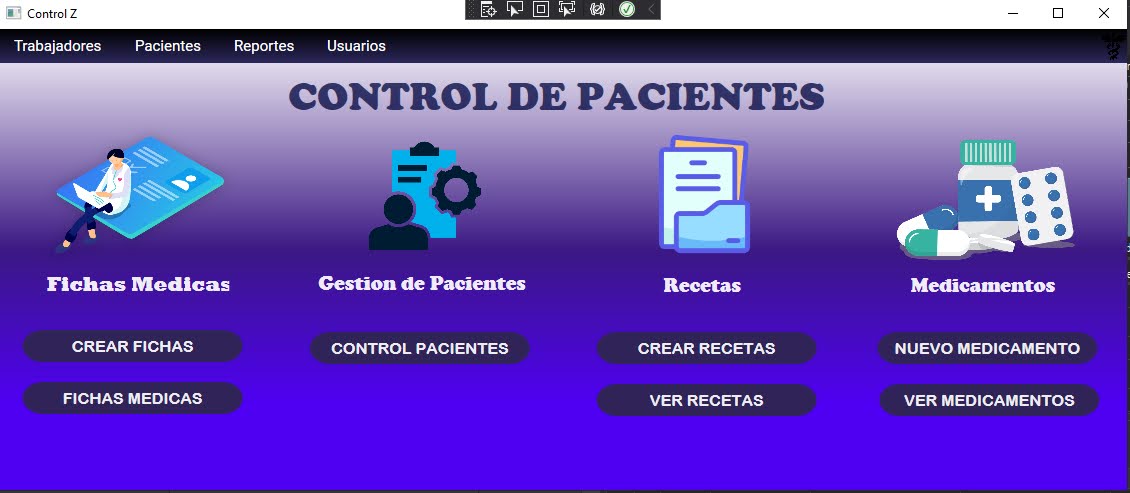 Control Z
Trabajadores Pacientes Reportes Usuarios
CONTROL DE PACIENTES
Fichas Medicas
Gestion de Pacientes
Recetas
Medicamentos
CREAR FICHAS
CONTROL PACIENTES
CREAR RECETAS
NUEVO MEDICAMENTO
FICHAS MEDICAS
VER RECETAS
VER MEDICAMENTOS